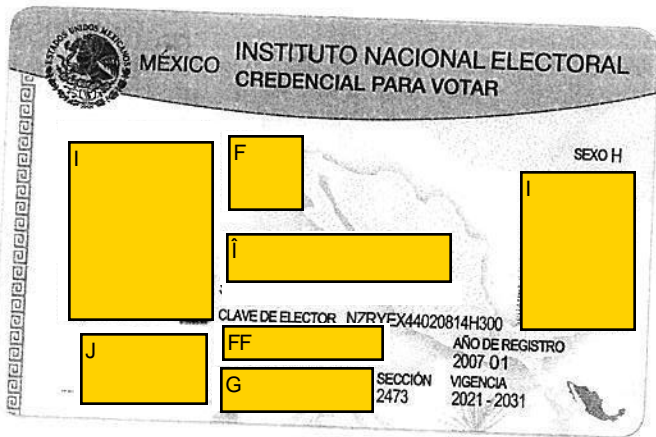 ESTADOS UNIDOS MEXICANOS
MÉXICO INSTITUTO NACIONAL ELECTORAL
CREDENCIAL PARA VOTAR
I
F
SEXO H
I
Î
CLAVE DE ELECTOR NZRYEX44020814H300
J
FF
AÑO DE REGISTRO
2007 01
G
SECCIÓN
2473
VIGENCIA
2021 - 2031